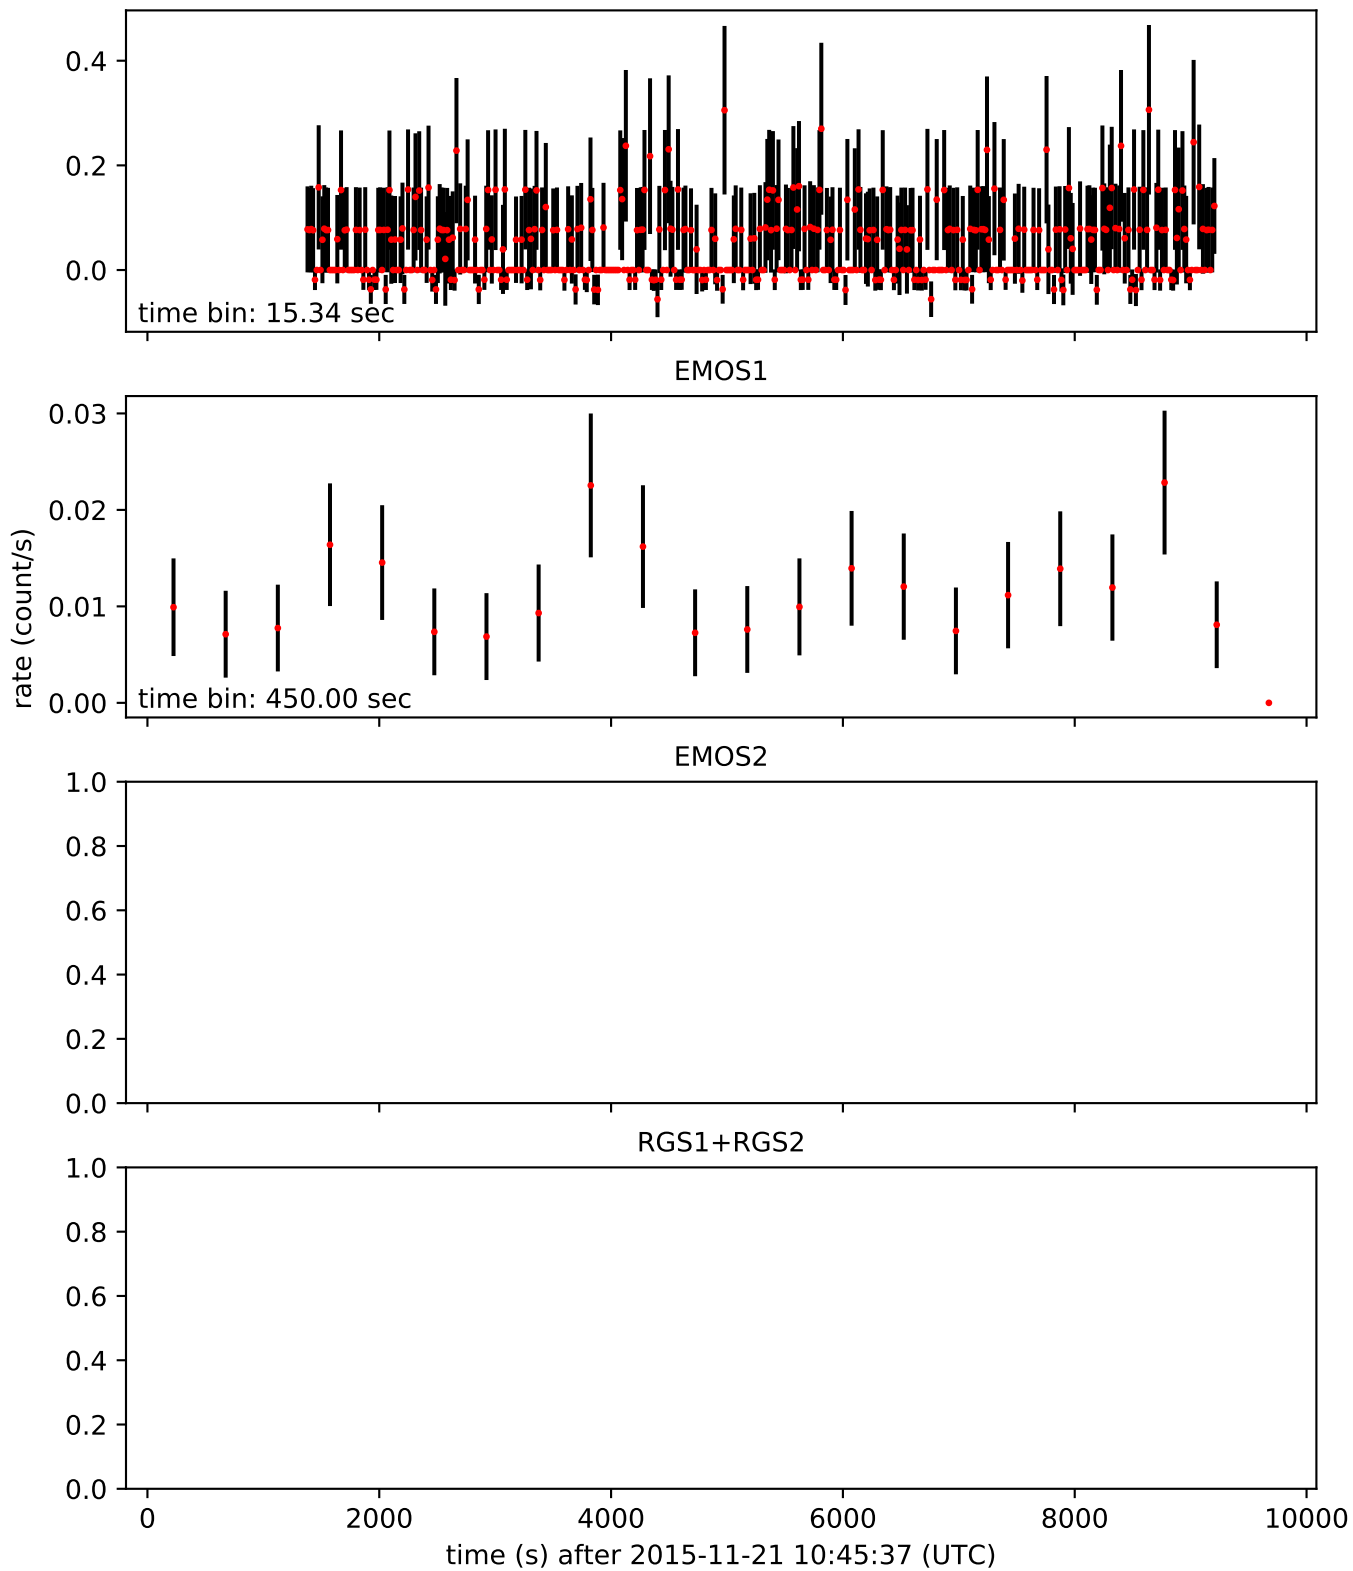 0.4
0.2
0.0
time bin: 15.34 sec
EMOS1
0.03
0.02
0.01
0.00
time bin: 450.00 sec
rate (count/s)
EMOS2
1.0
0.8
0.6
0.4
0.2
0.0
RGS1+RGS2
1.0
0.8
0.6
0.4
0.2
0.0
0 2000 4000 6000 8000 10000
time (s) after 2015-11-21 10:45:37 (UTC)